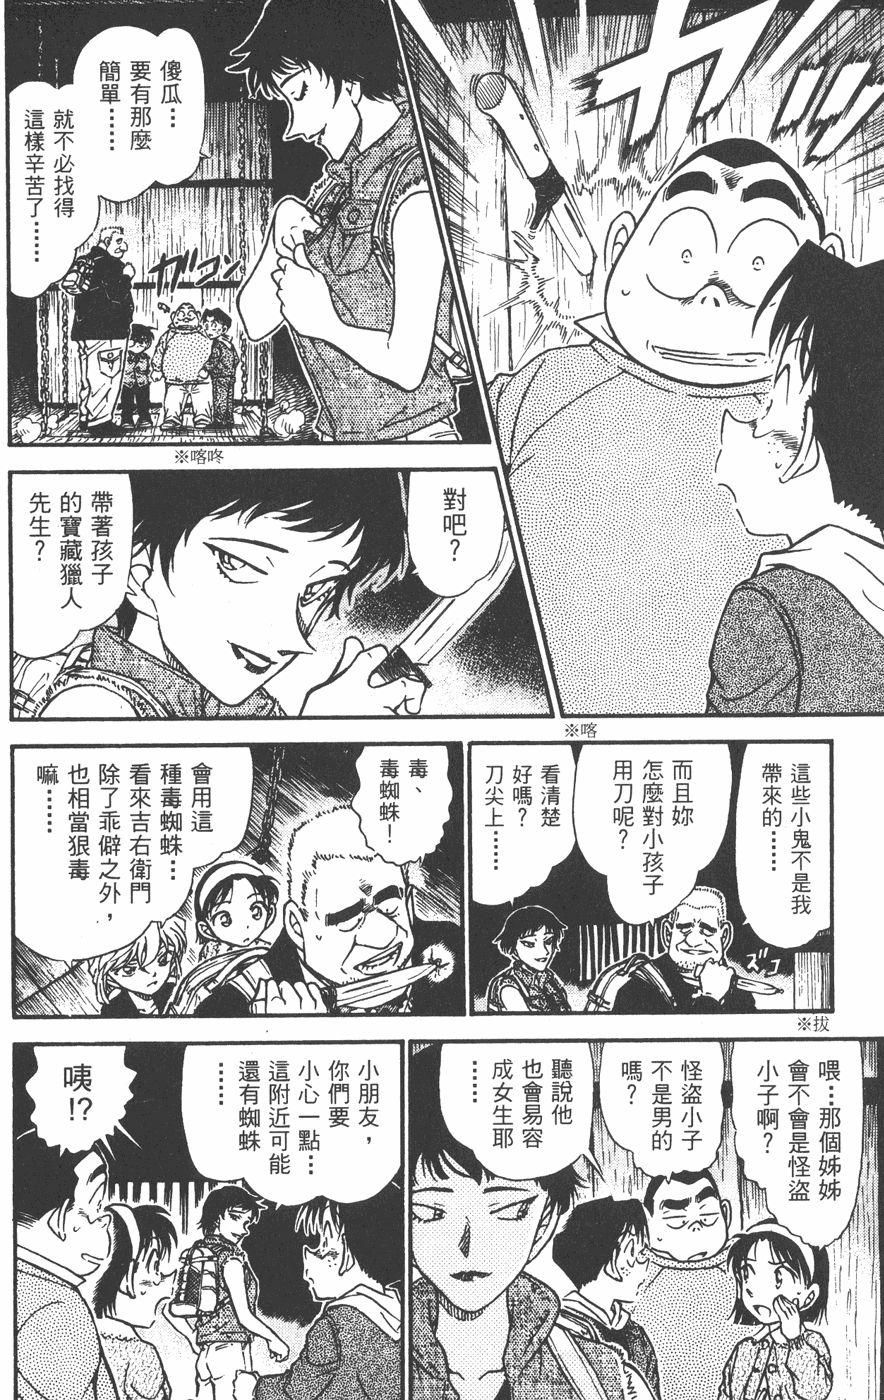 ガッ
傻瓜…
要有那麼
簡單……
就不必找得
這樣辛苦了……
ガコン
※喀咚
※喀
對吧?
帶著孩子
的寶藏獵人
先生?
這些小鬼不是我
帶來的……
而且妳
怎麼對小孩子
用刀呢?
看清楚
好嗎?
刀尖上……
ズコ
※拔
毒、
毒蜘蛛!
會用這
種毒蜘蛛…
看來吉右衛門
除了乖僻之外,
也相當狠毒
嘛……
喂…那個姊姊
會不會是怪盜
小子啊?
怪盜小子
不是男的
嗎?
聽說他
也會易容
成女生耶
……
小朋友,
你們要
小心一點…
這附近可能
還有蜘蛛
……
咦!?